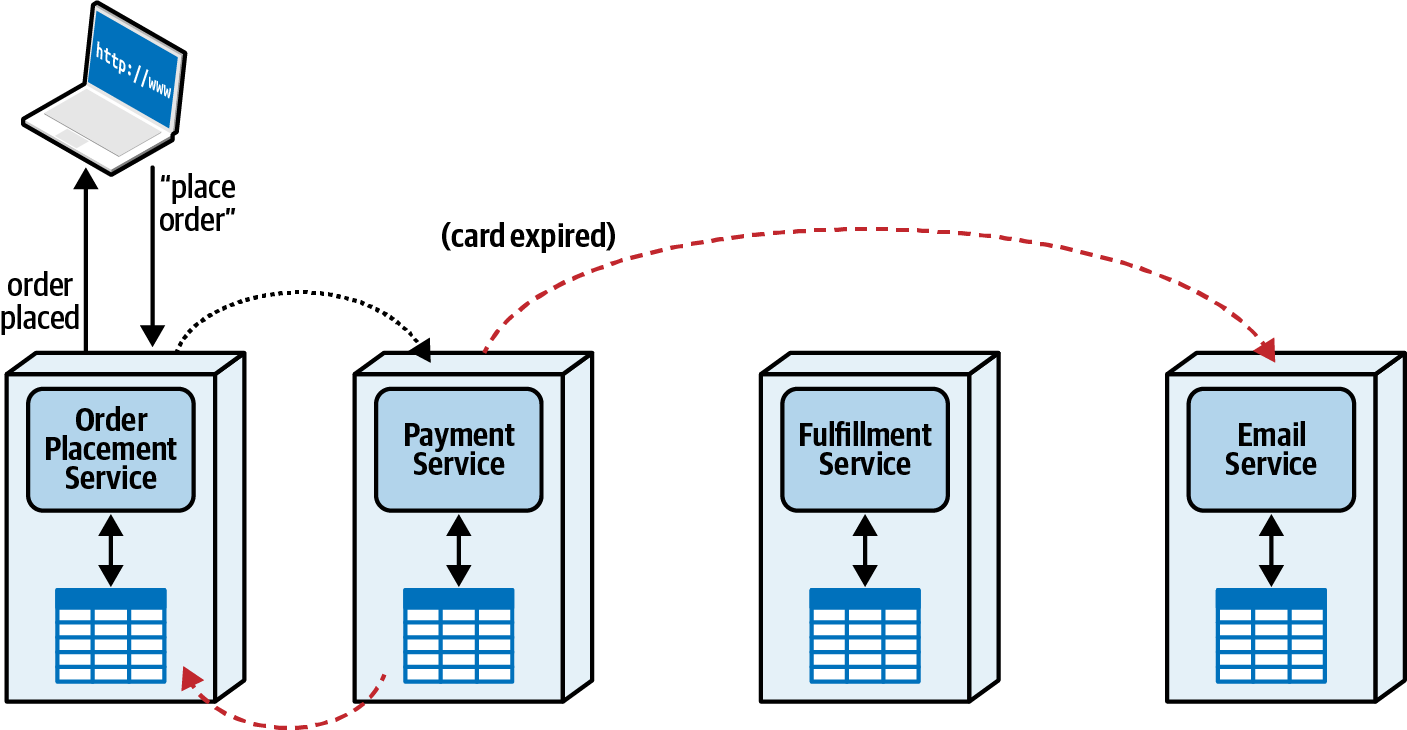 http://www
“place
order”
order
placed
(card expired)
Order
Placement
Service
Payment
Service
Fulfillment
Service
Email
Service